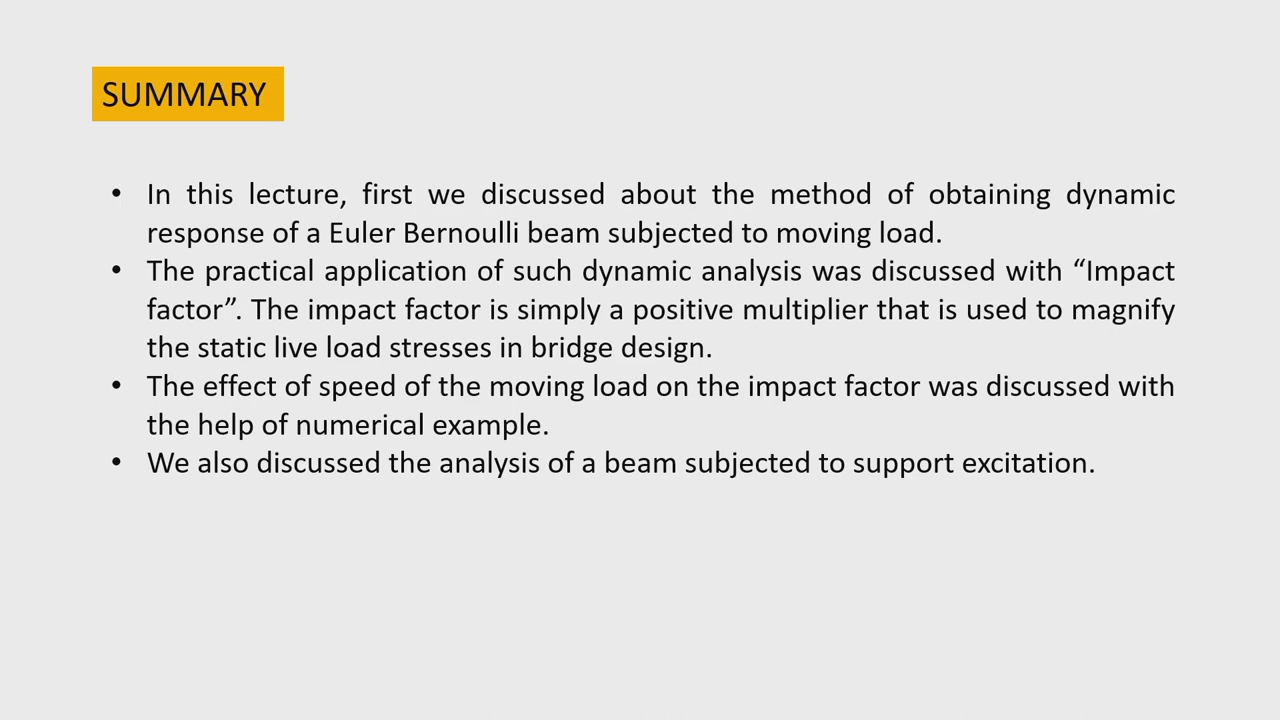 SUMMARY
• In this lecture, first we discussed about the method of obtaining dynamic
response of a Euler Bernoulli beam subjected to moving load.
• The practical application of such dynamic analysis was discussed with “Impact
factor”. The impact factor is simply a positive multiplier that is used to magnify
the static live load stresses in bridge design.
• The effect of speed of the moving load on the impact factor was discussed with
the help of numerical example.
• We also discussed the analysis of a beam subjected to support excitation.